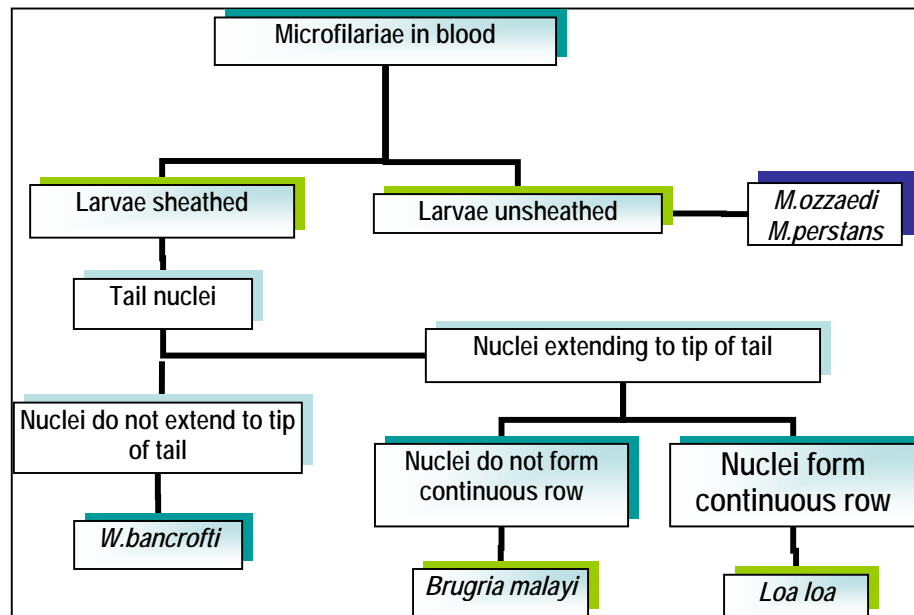 Microfilariae in blood
Larvae sheathed
Larvae unsheathed
M.ozzaedi
M.perstans
Tail nuclei
Nuclei extending to tip of tail
Nuclei do not extend to tip
of tail
Nuclei do not form
continuous row
Nuclei form
continuous row
W.bancrofti
Brugria malayi
Loa loa